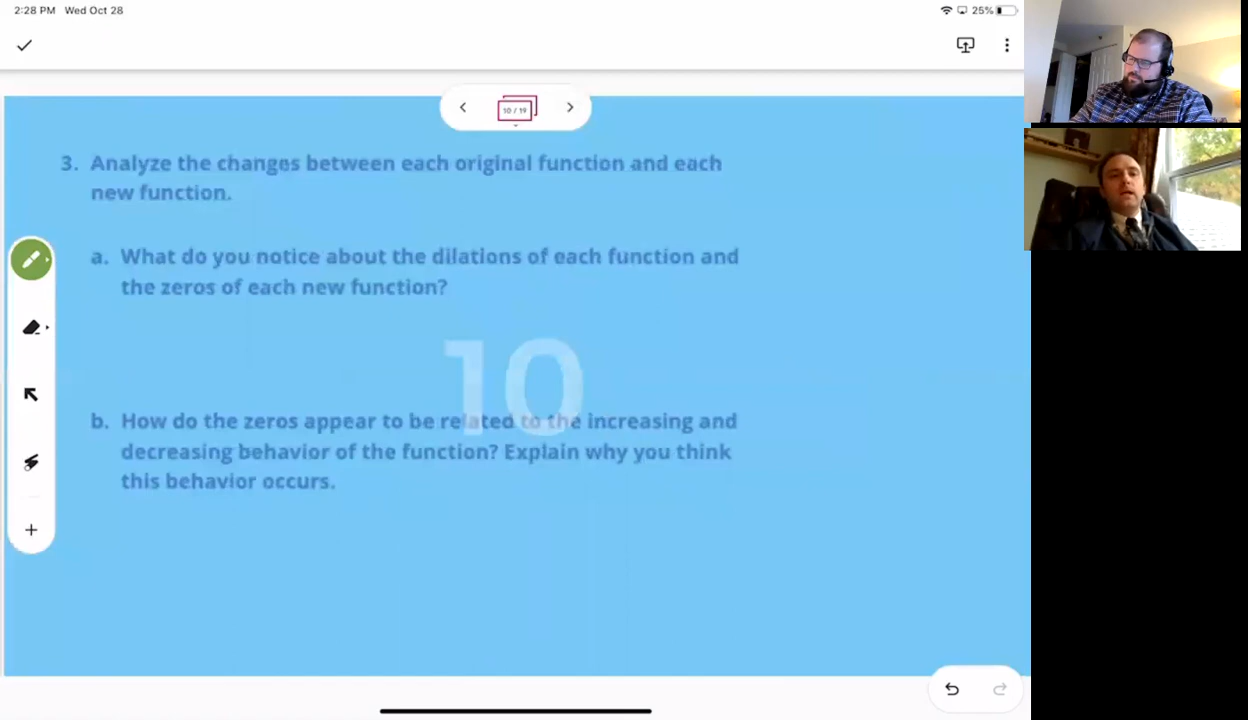 2:28 PM Wed Oct 28
25%
10 / 19
3. Analyze the changes between each original function and each
new function.
a. What do you notice about the dilations of each function and
the zeros of each new function?
10
b. How do the zeros appear to be related to the increasing and
decreasing behavior of the function? Explain why you think
this behavior occurs.